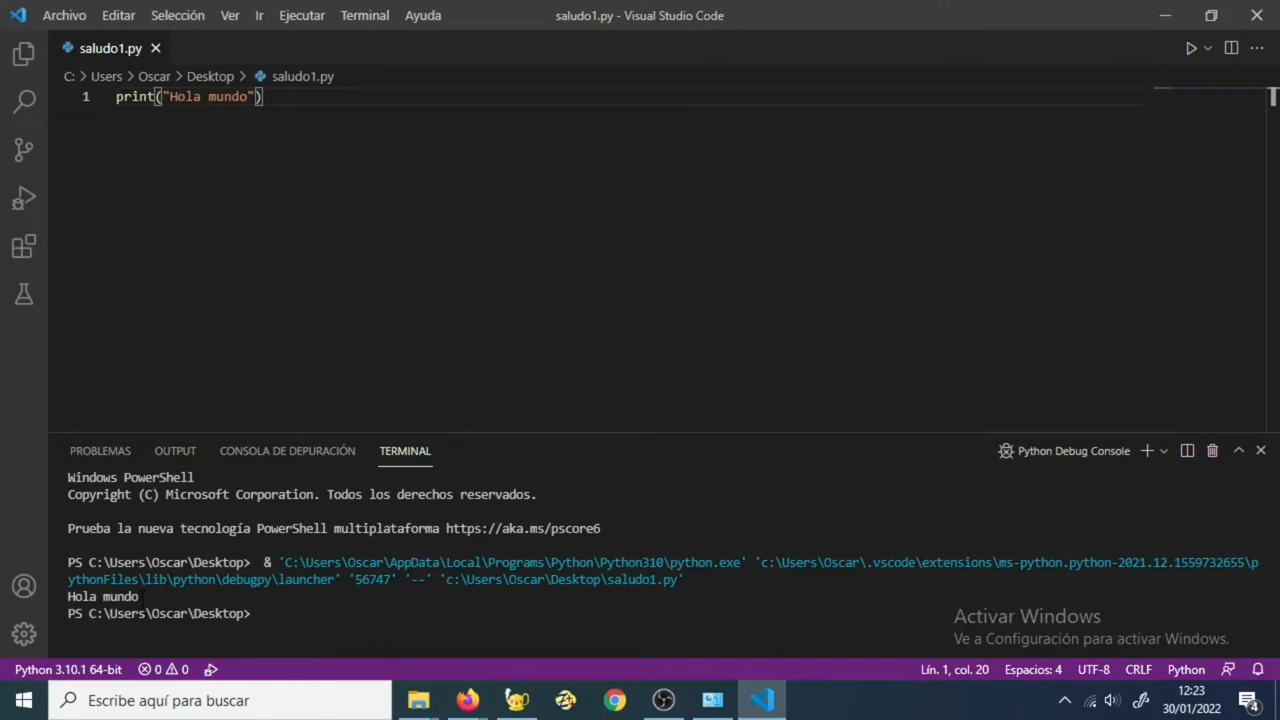 Archivo Editar Selección Ver Ir Ejecutar Terminal Ayuda saludo1.py - Visual Studio Code
saludo1.py
C: > Users > Oscar > Desktop > saludo1.py
1 print("Hola mundo")
PROBLEMAS OUTPUT CONSOLA DE DEPURACIÓN TERMINAL Python Debug Console
Windows PowerShell
Copyright (C) Microsoft Corporation. Todos los derechos reservados.
Prueba la nueva tecnología PowerShell multiplataforma https://aka.ms/pscore6
PS C:\Users\Oscar\Desktop>  & 'C:\Users\Oscar\AppData\Local\Programs\Python\Python310\python.exe' 'c:\Users\Oscar\.vscode\extensions\ms-python.python-2021.12.1559732655\p
ythonFiles\lib\python\debugpy\launcher' '56747' '--' 'c:\Users\Oscar\Desktop\saludo1.py'
Hola mundo
PS C:\Users\Oscar\Desktop>
Activar Windows
Ve a Configuración para activar Windows.
Python 3.10.1 64-bit 0 0 Lín. 1, col. 20 Espacios: 4 UTF-8 CRLF Python
Escribe aquí para buscar
12:23
30/01/2022
4